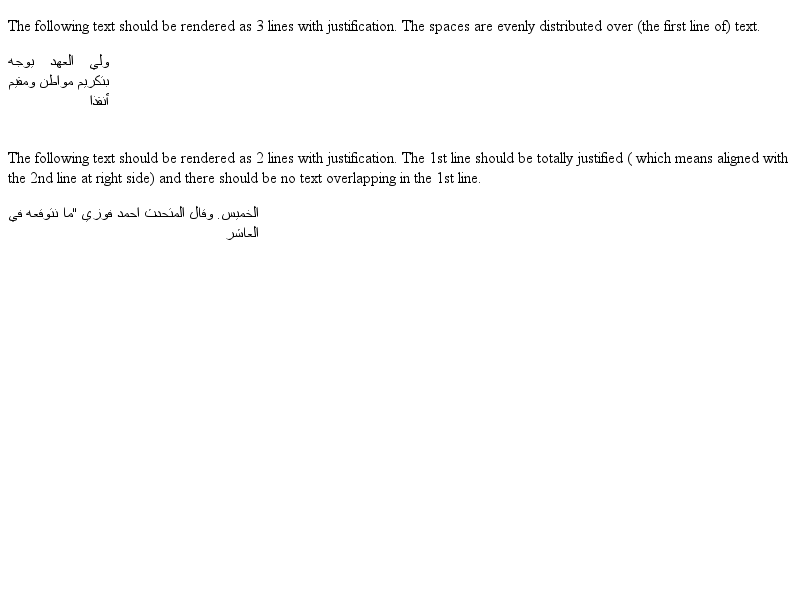 The following text should be rendered as 3 lines with justification. The spaces are evenly distributed over (the first line of) text.
ولي العهد يوجه
بتكريم مواطن ومقيم
أنقذا
The following text should be rendered as 2 lines with justification. The 1st line should be totally justified ( which means aligned with
the 2nd line at right side) and there should be no text overlapping in the 1st line.
الخميس. وقال المتحدث احمد فوزي "ما نتوقعه في
العاشر